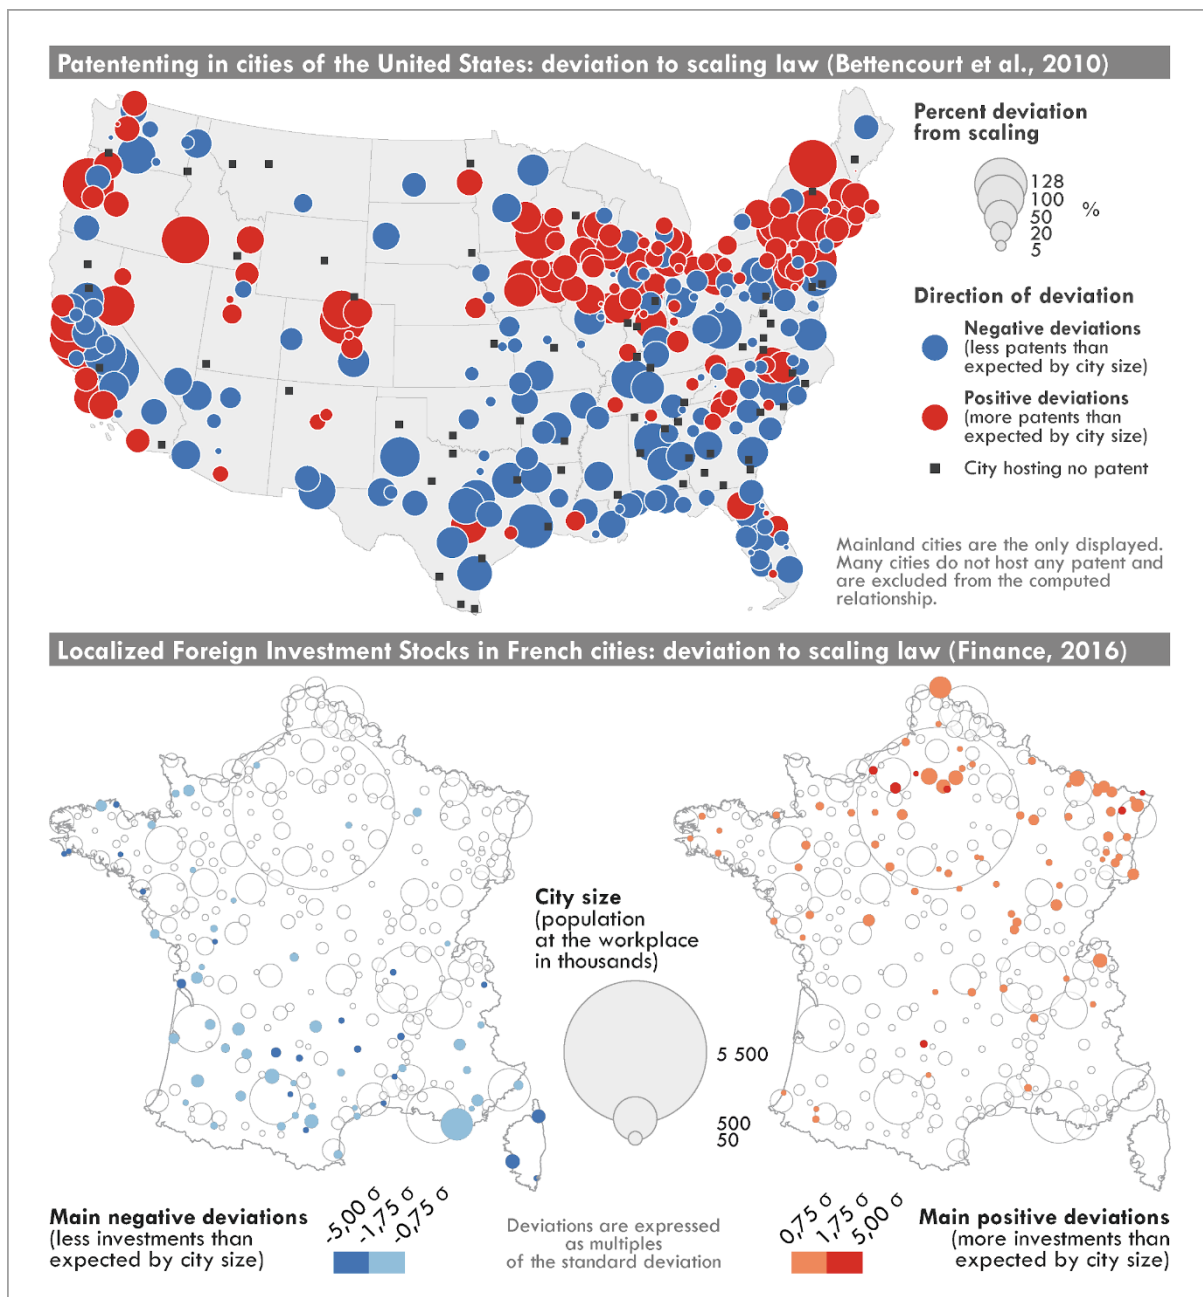 Patententing in cities of the United States: deviation to scaling law (Bettencourt et al., 2010)
Percent deviation
from scaling
128
100
50
20
5
%
Direction of deviation
Negative deviations
(less patents than
expected by city size)
Positive deviations
(more patents than
expected by city size)
City hosting no patent
Mainland cities are the only displayed.
Many cities do not host any patent and
are excluded from the computed
relationship.
Localized Foreign Investment Stocks in French cities: deviation to scaling law (Finance, 2016)
City size
(population
at the workplace
in thousands)
5 500
500
50
Main negative deviations
(less investments than
expected by city size)
-5,00 σ
-1,75 σ
-0,75 σ
Deviations are expressed
as multiples
of the standard deviation
0,75 σ
1,75 σ
5,00 σ
Main positive deviations
(more investments than
expected by city size)